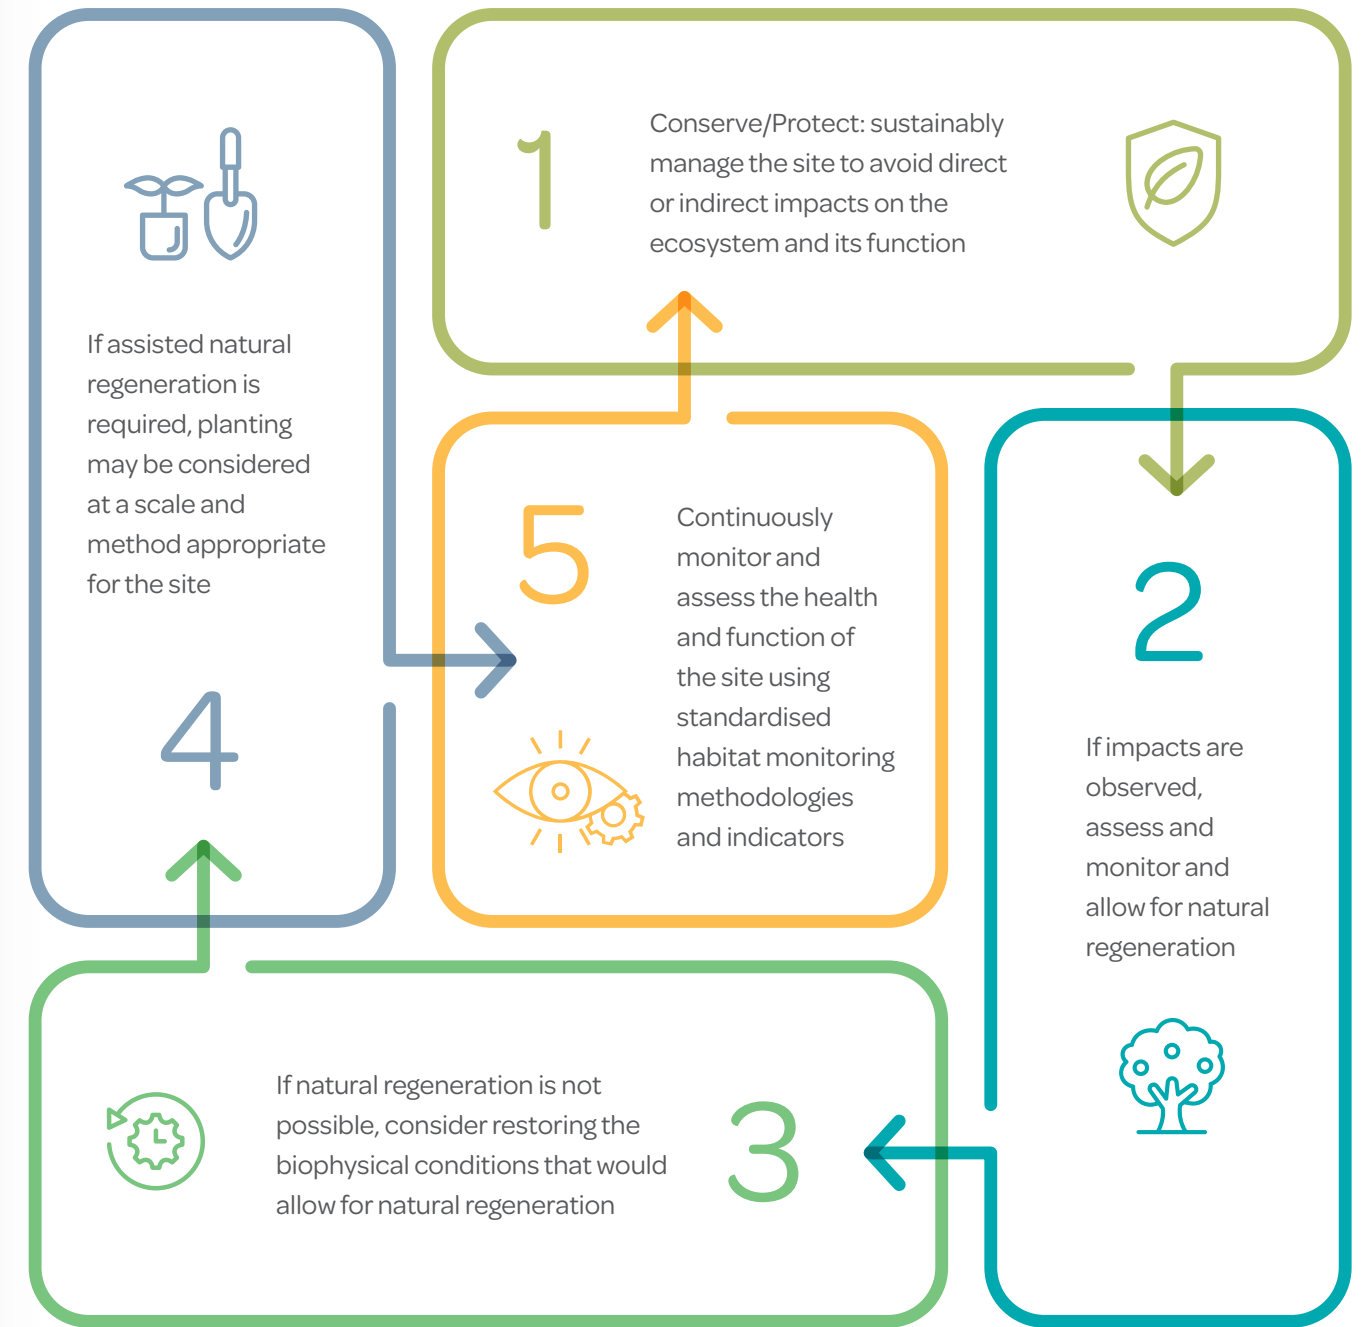 1
Conserve/Protect: sustainably
manage the site to avoid direct
or indirect impacts on the
ecosystem and its function
2
If impacts are
observed,
assess and
monitor and
allow for natural
regeneration
3
If natural regeneration is not
possible, consider restoring the
biophysical conditions that would
allow for natural regeneration
4
If assisted natural
regeneration is
required, planting
may be considered
at a scale and
method appropriate
for the site
5
Continuously
monitor and
assess the health
and function of
the site using
standardised
habitat monitoring
methodologies
and indicators